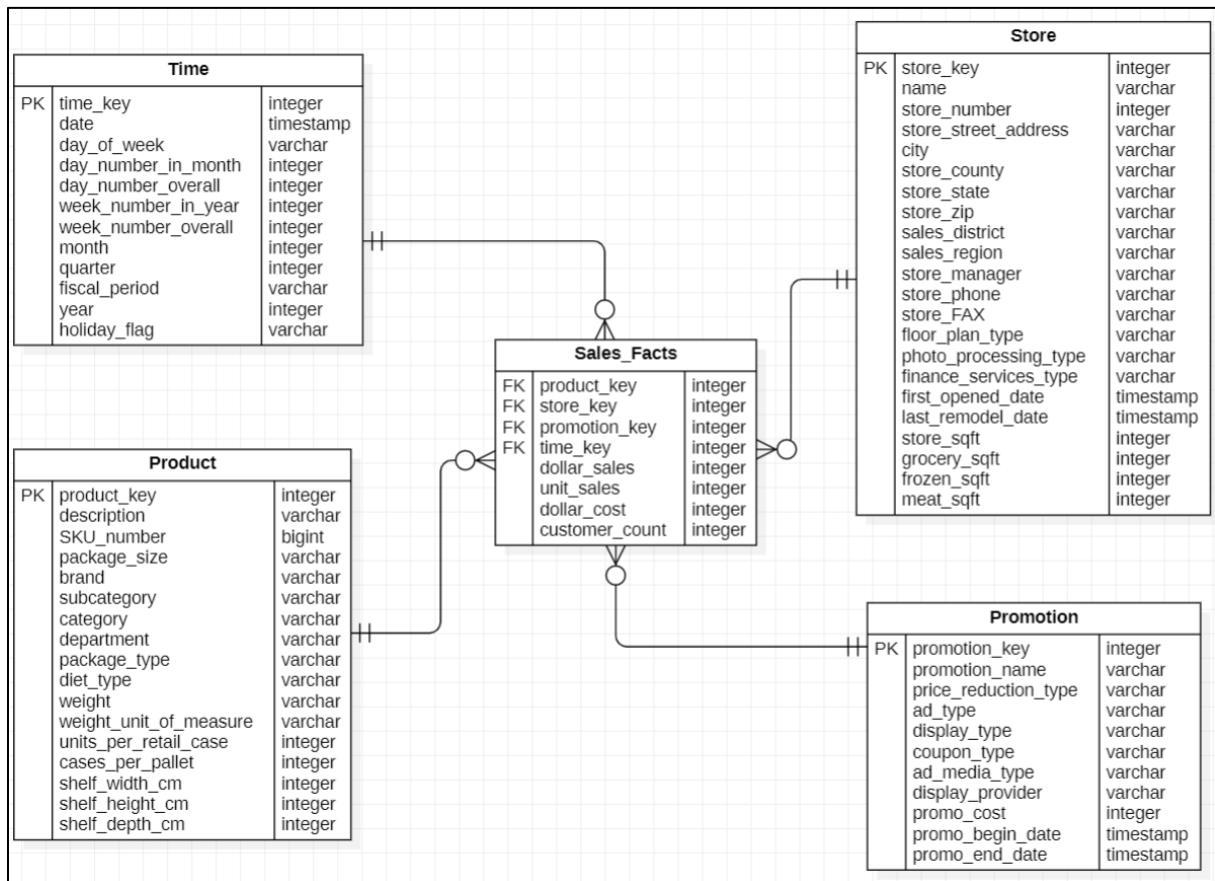 Time
PK time_key integer
date timestamp
day_of_week varchar
day_number_in_month integer
day_number_overall integer
week_number_in_year integer
week_number_overall integer
month integer
quarter integer
fiscal_period varchar
year integer
holiday_flag varchar
Store
PK store_key integer
name varchar
store_number integer
store_street_address varchar
city varchar
store_county varchar
store_state varchar
store_zip varchar
sales_district varchar
sales_region varchar
store_manager varchar
store_phone varchar
store_FAX varchar
floor_plan_type varchar
photo_processing_type varchar
finance_services_type varchar
first_opened_date timestamp
last_remodel_date timestamp
store_sqft integer
grocery_sqft integer
frozen_sqft integer
meat_sqft integer
Sales_Facts
FK product_key integer
FK store_key integer
FK promotion_key integer
FK time_key integer
dollar_sales integer
unit_sales integer
dollar_cost integer
customer_count integer
Product
PK product_key integer
description varchar
SKU_number bigint
package_size varchar
brand varchar
subcategory varchar
category varchar
department varchar
package_type varchar
diet_type varchar
weight varchar
weight_unit_of_measure varchar
units_per_retail_case integer
cases_per_pallet integer
shelf_width_cm integer
shelf_height_cm integer
shelf_depth_cm integer
Promotion
PK promotion_key integer
promotion_name varchar
price_reduction_type varchar
ad_type varchar
display_type varchar
coupon_type varchar
ad_media_type varchar
display_provider varchar
promo_cost integer
promo_begin_date timestamp
promo_end_date timestamp